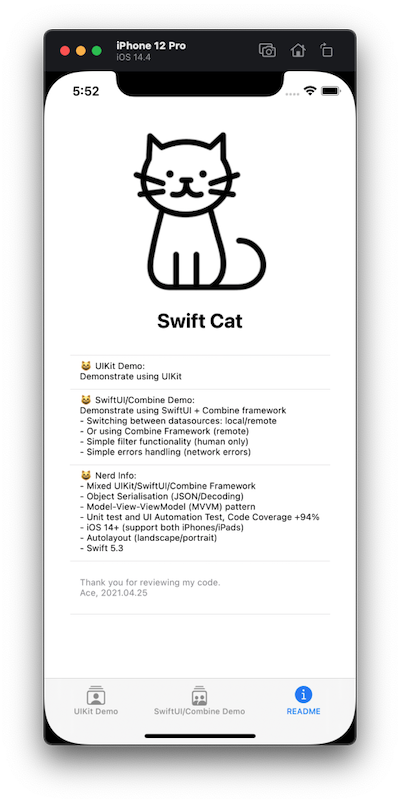 iPhone 12 Pro
iOS 14.4
5:52
Swift Cat
😺 UIKit Demo:
Demonstrate using UIKit
😺 SwiftUI/Combine Demo:
Demonstrate using SwiftUI + Combine framework
- Switching between datasources: local/remote
- Or using Combine Framework (remote)
- Simple filter functionality (human only)
- Simple errors handling (network errors)
😺 Nerd Info:
- Mixed UIKit/SwiftUI/Combine Framework
- Object Serialisation (JSON/Decoding)
- Model-View-ViewModel (MVVM) pattern
- Unit test and UI Automation Test, Code Coverage +94%
- iOS 14+ (support both iPhones/iPads)
- Autolayout (landscape/portrait)
- Swift 5.3
Thank you for reviewing my code.
Ace, 2021.04.25
UIKit Demo
SwiftUI/Combine Demo
README